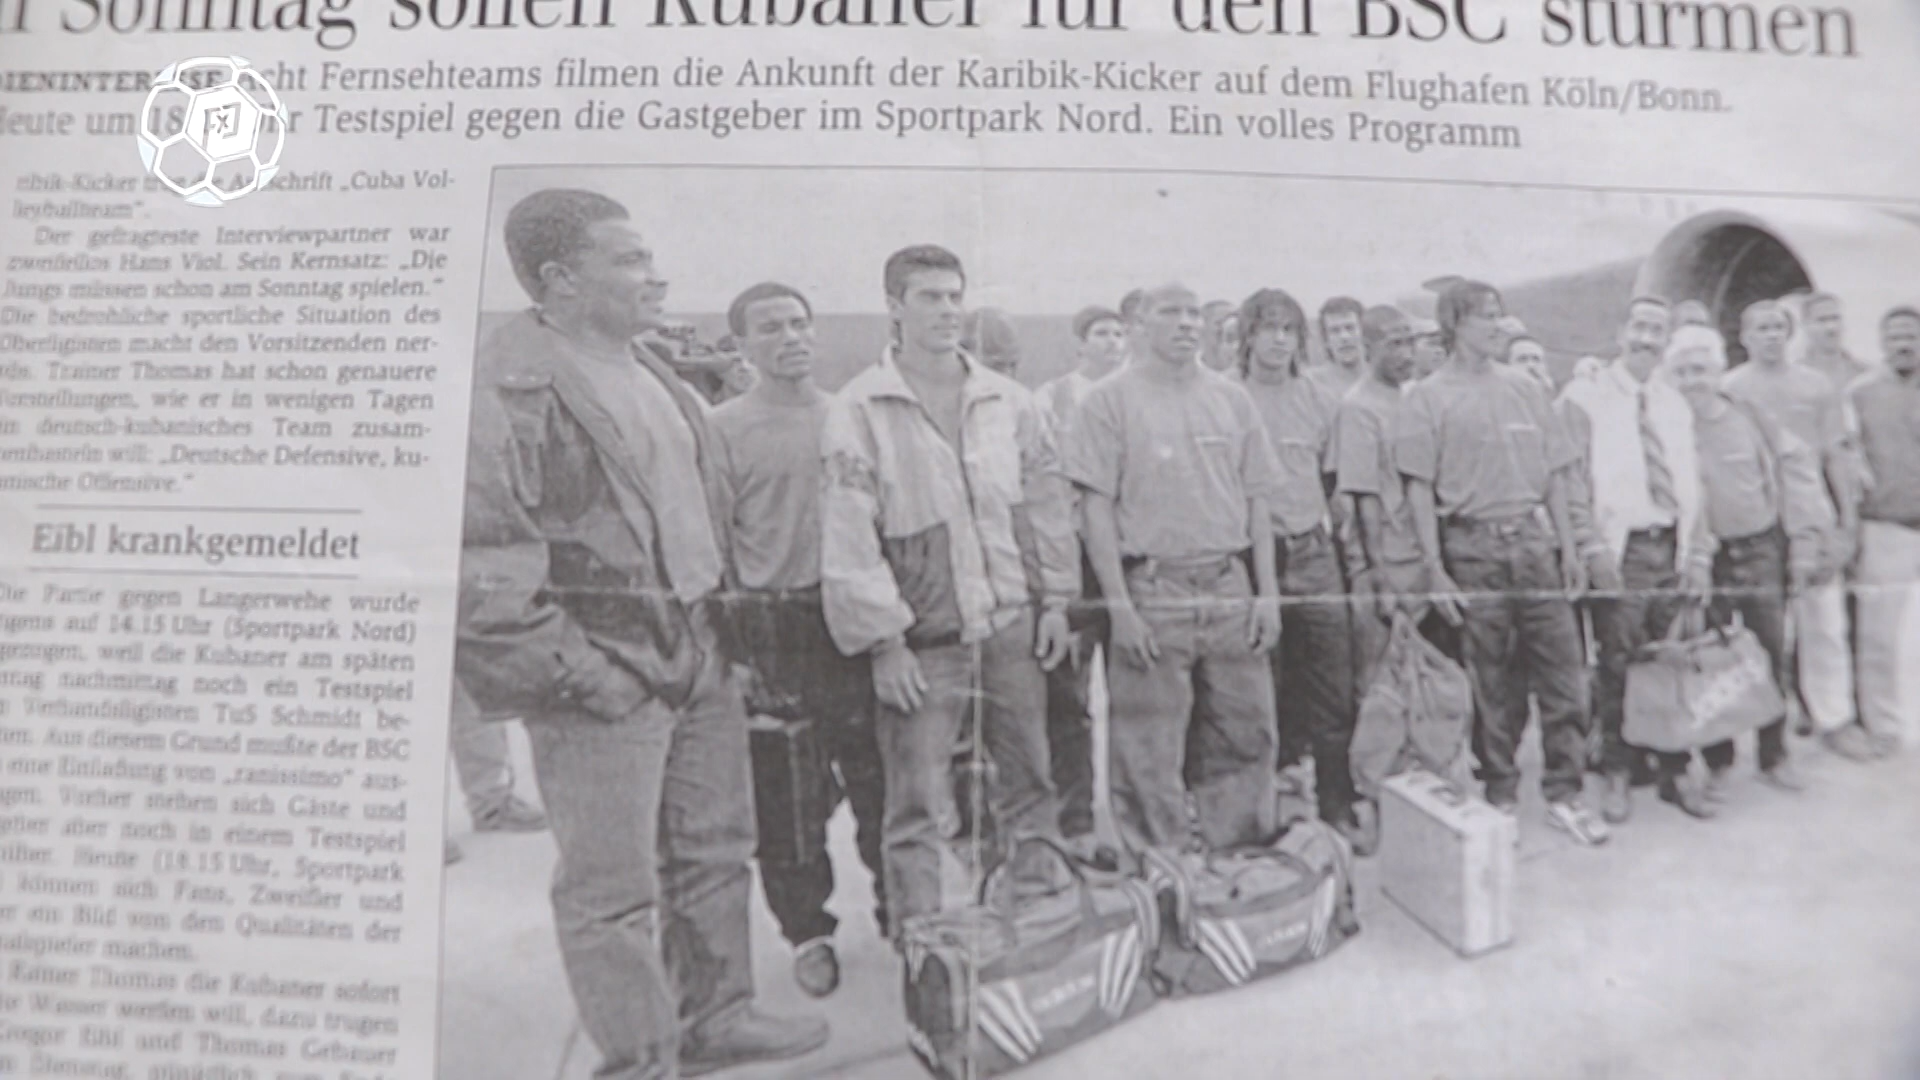 Sonntag sollen Kubaner für den BSC stürmen
Fernsehteams filmen die Ankunft der Karibik-Kicker auf dem Flughafen Köln/Bonn.
um 18 Testspiel gegen die Gastgeber im Sportpark Nord. Ein volles Programm
„Cuba Vol-
leyballteam“.
Der gefragteste Interviewpartner war
zweifellos Hans Viol. Sein Kernsatz: „Die
Jungs müssen schon am Sonntag spielen.“
Die bedrohliche sportliche Situation des
Oberligisten macht den Vorsitzenden ner-
Trainer Thomas hat schon genauere
Vorstellungen, wie er in wenigen Tagen
deutsch-kubanisches Team zusam-
will: „Deutsche Defensive, ku-
Offensive.“
Eibl krankgemeldet
Die Partie gegen Langerwehe wurde
auf 14.15 Uhr (Sportpark Nord)
weil die Kubaner am späten
nachmittag noch ein Testspiel
TuS Schmidt be-
Aus diesem Grund mußte der BSC
eine Einladung von „ranissimo“ aus-
Vorher stehen sich Gäste und
aber noch in einem Testspiel
Heute (18.15 Uhr, Sportpark
können sich Fans, Zweifler und
ein Bild von den Qualitäten der
machen.
Rainer Thomas die Kubaner sofort
Wasser werfen will, dazu trugen
Eibl und Thomas Gebauer